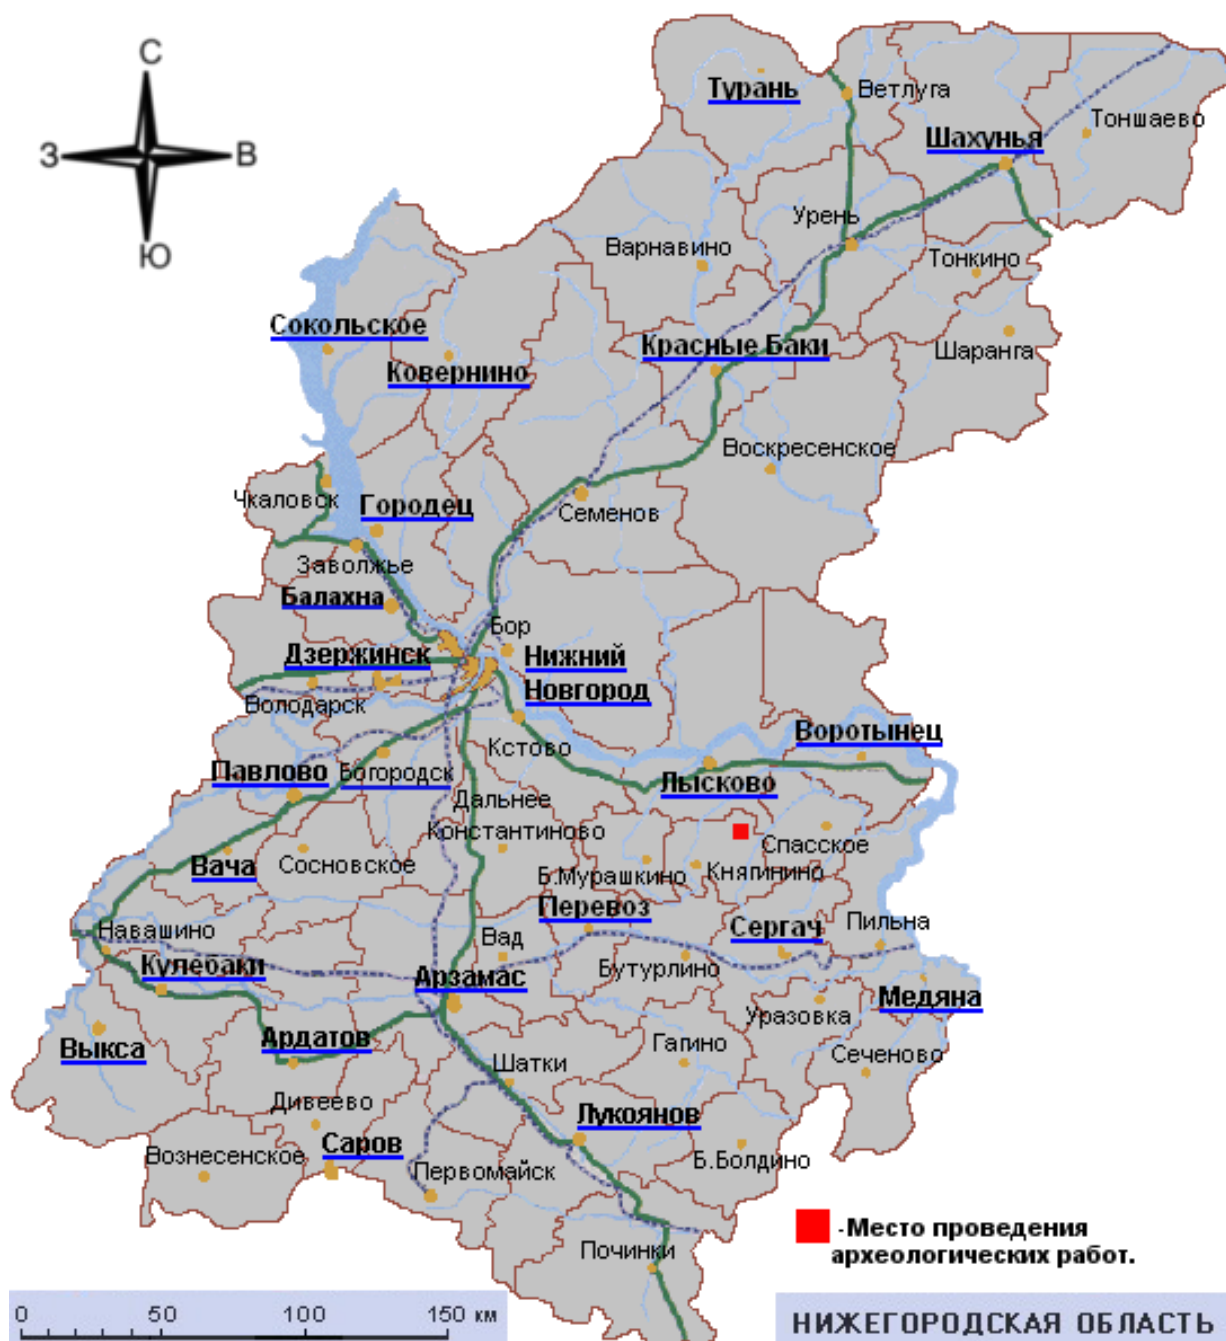 С
З
В
Ю
Турань
Ветлуга
Тоншаево
Шахунья
Урень
Варнавино
Тонкино
Сокольское
Красные Баки
Шаранга
Ковернино
Воскресенское
Чкаловск
Городец
Семенов
Заволжье
Балахна
Бор
Дзержинск
Нижний
Новгород
Володарск
Кстово
Воротынец
Павлово
Богородск
Лысково
Дальнее
Константиново
Вача
Сосновское
Спасское
Б.Мурашкино
Княгинино
Перевоз
Навашино
Вад
Сергач
Пильна
Кулебаки
Арзамас
Бутурлино
Медяна
Уразовка
Выкса
Ардатов
Шатки
Гагино
Сеченово
Дивеево
Лукоянов
Саров
Вознесенское
Первомайск
Б.Болдино
-Место проведения
археологических работ.
Починки
0 50 100 150 км
НИЖЕГОРОДСКАЯ ОБЛАСТЬ